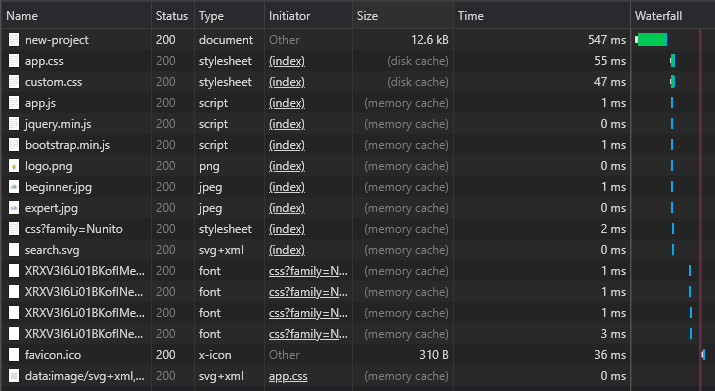 Name Status Type Initiator Size Time Waterfall
new-project 200 document Other 12.6 kB 547 ms
app.css 200 stylesheet (index) (disk cache) 55 ms
custom.css 200 stylesheet (index) (disk cache) 47 ms
app.js 200 script (index) (memory cache) 1 ms
jquery.min.js 200 script (index) (memory cache) 0 ms
bootstrap.min.js 200 script (index) (memory cache) 1 ms
logo.png 200 png (index) (memory cache) 0 ms
beginner.jpg 200 jpeg (index) (memory cache) 1 ms
expert.jpg 200 jpeg (index) (memory cache) 0 ms
css?family=Nunito 200 stylesheet (index) (memory cache) 2 ms
search.svg 200 svg+xml (index) (memory cache) 0 ms
XRXV3I6Li01BKofIMe... 200 font css?family=N... (memory cache) 1 ms
XRXV3I6Li01BKofINe... 200 font css?family=N... (memory cache) 1 ms
XRXV3I6Li01BKofIMe... 200 font css?family=N... (memory cache) 1 ms
XRXV3I6Li01BKofINe... 200 font css?family=N... (memory cache) 3 ms
favicon.ico 200 x-icon Other 310 B 36 ms
data:image/svg+xml,... 200 svg+xml app.css (memory cache) 0 ms